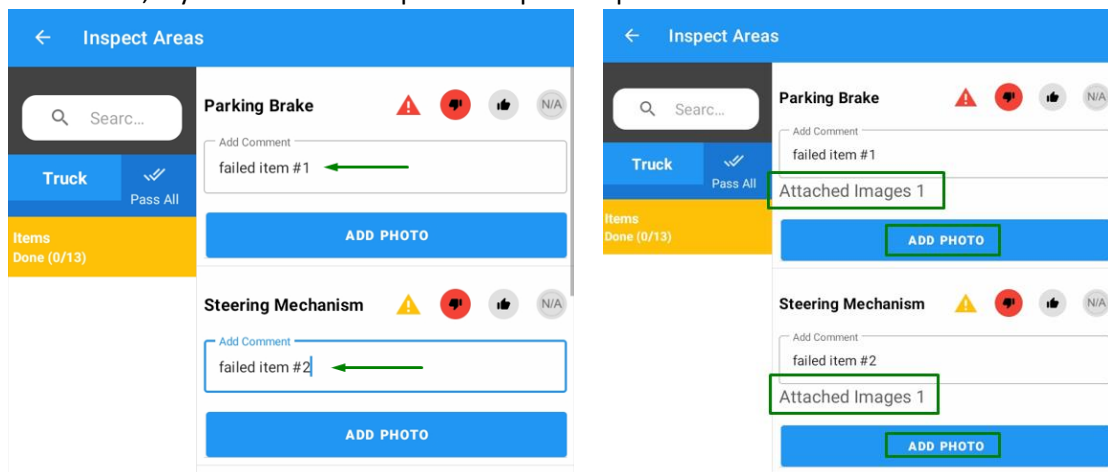 Inspect Areas
Searc...
Truck
Pass All
Items
Done (0/13)
Parking Brake
N/A
Add Comment
failed item #1
ADD PHOTO
Steering Mechanism
N/A
Add Comment
failed item #2
ADD PHOTO
Inspect Areas
Searc...
Truck
Pass All
Items
Done (0/13)
Parking Brake
N/A
Add Comment
failed item #1
Attached Images 1
ADD PHOTO
Steering Mechanism
N/A
Add Comment
failed item #2
Attached Images 1
ADD PHOTO